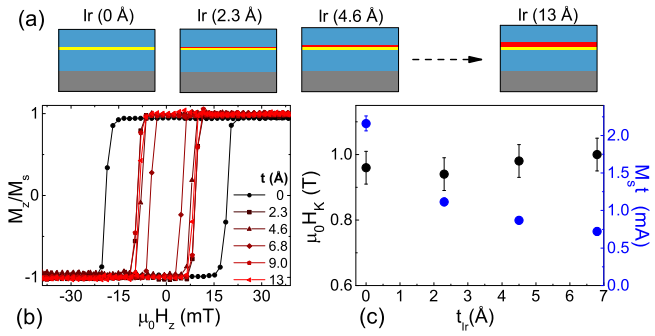 (a)
Ir (0 Å)
Ir (2.3 Å)
Ir (4.6 Å)
Ir (13 Å)
1
0
-1
M_z/M_s
-30
-15
0
15
30
μ₀H_z (mT)
(b)
t (Å)
0
2.3
4.6
6.8
9.0
13
1.0
0.8
0.6
μ₀H_K (T)
0
1
2
3
4
5
6
7
t_Ir(Å)
(c)
2.0
1.5
1.0
0.5
0.0
M_s t (mA)